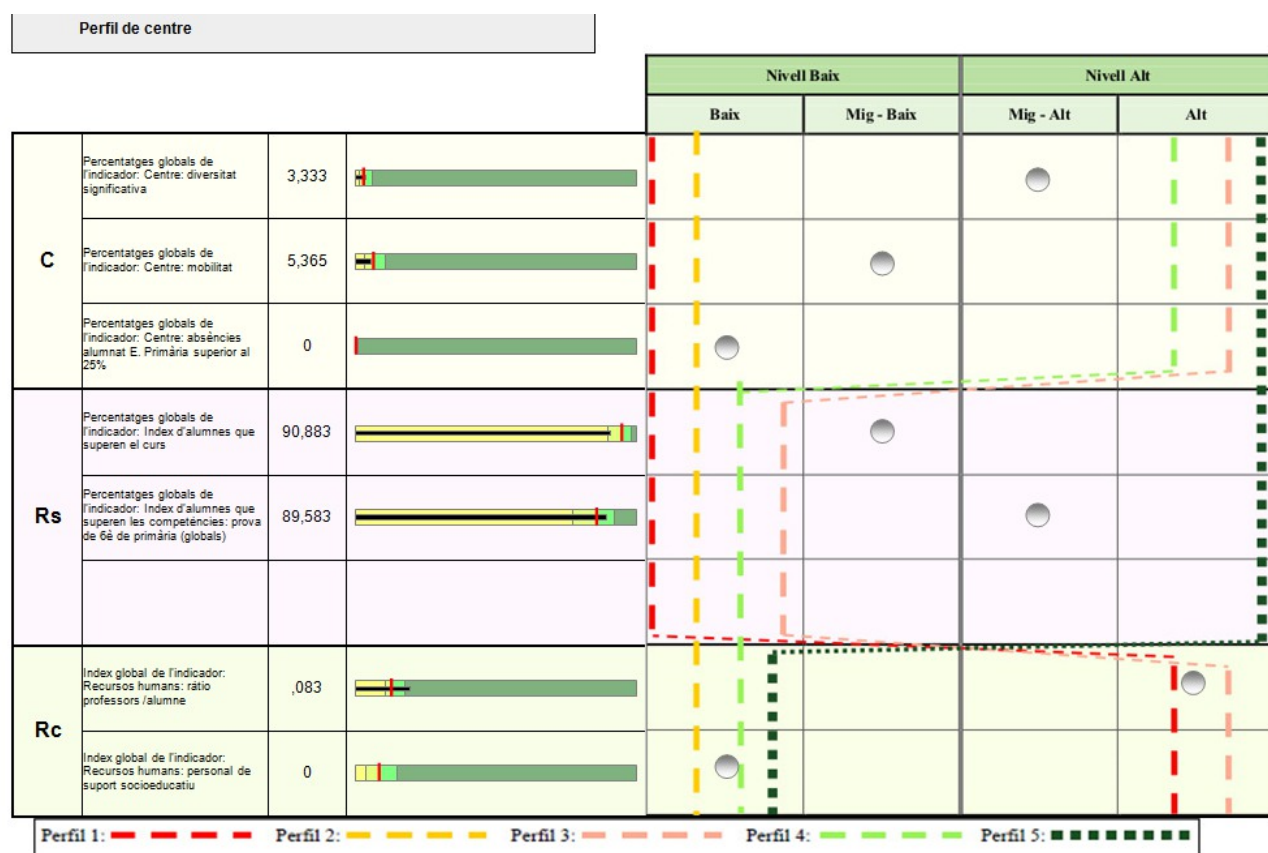 Perfil de centre
Nivell Baix
Nivell Alt
Baix
Mig - Baix
Mig - Alt
Alt
C
Percentatges globals de
l'indicador: Centre: diversitat
significativa
3,333
Percentatges globals de
l'indicador: Centre: mobilitat
5,365
Percentatges globals de
l'indicador: Centre: absències
alumnat E. Primària superior al
25%
0
Rs
Percentatges globals de
l'indicador: Index d'alumnes que
superen el curs
90,883
Percentatges globals de
l'indicador: Index d'alumnes que
superen les competéncies: prova
de 6è de primària (globals)
89,583
Rc
Index global de l'indicador:
Recursos humans: ràtio
professors /alumne
,083
Index global de l'indicador:
Recursos humans: personal de
suport socioeducatiu
0
Perfil 1:
Perfil 2:
Perfil 3:
Perfil 4:
Perfil 5: